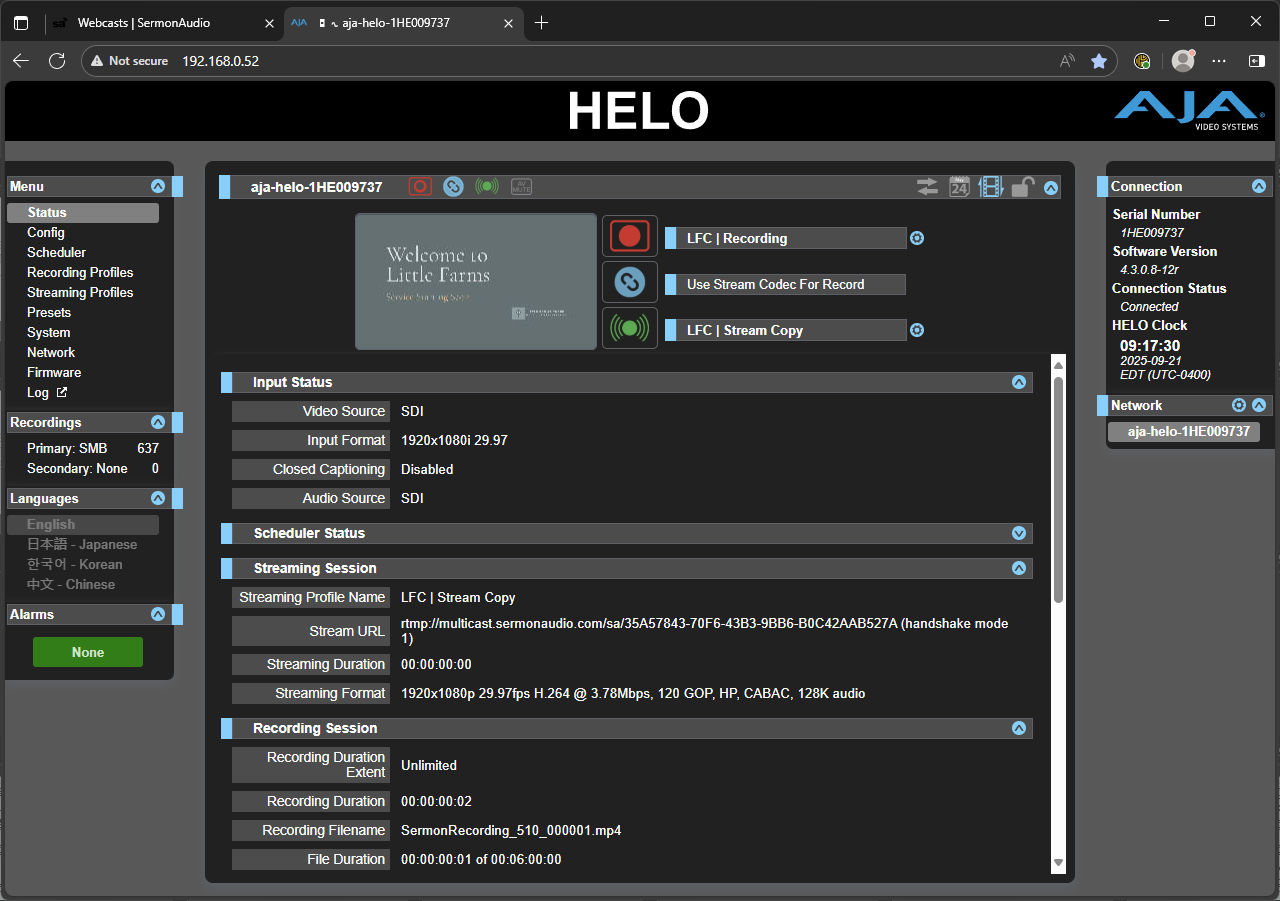 Webcasts | SermonAudio
aja-helo-1HE009737
Not secure
192.168.0.52
HELO
AJA
VIDEO SYSTEMS
Menu
Status
Config
Scheduler
Recording Profiles
Streaming Profiles
Presets
System
Network
Firmware
Log
Recordings
Primary: SMB 637
Secondary: None 0
Languages
English
日本語 - Japanese
한국어 - Korean
中文 - Chinese
Alarms
None
aja-helo-1HE009737
AV
MUTE
24
Welcome to
Little Farms
Service Starting Soon
LFC | Recording
Use Stream Codec For Record
LFC | Stream Copy
Input Status
Video Source SDI
Input Format 1920x1080i 29.97
Closed Captioning Disabled
Audio Source SDI
Scheduler Status
Streaming Session
Streaming Profile Name LFC | Stream Copy
Stream URL rtmp://multicast.sermonaudio.com/sa/35A57843-70F6-43B3-9BB6-B0C42AAB527A (handshake mode
1)
Streaming Duration 00:00:00:00
Streaming Format 1920x1080p 29.97fps H.264 @ 3.78Mbps, 120 GOP, HP, CABAC, 128K audio
Recording Session
Recording Duration
Extent Unlimited
Recording Duration 00:00:00:02
Recording Filename SermonRecording_510_000001.mp4
File Duration 00:00:00:01 of 00:06:00:00
Connection
Serial Number
1HE009737
Software Version
4.3.0.8-12r
Connection Status
Connected
HELO Clock
09:17:30
2025-09-21
EDT (UTC-0400)
Network
aja-helo-1HE009737